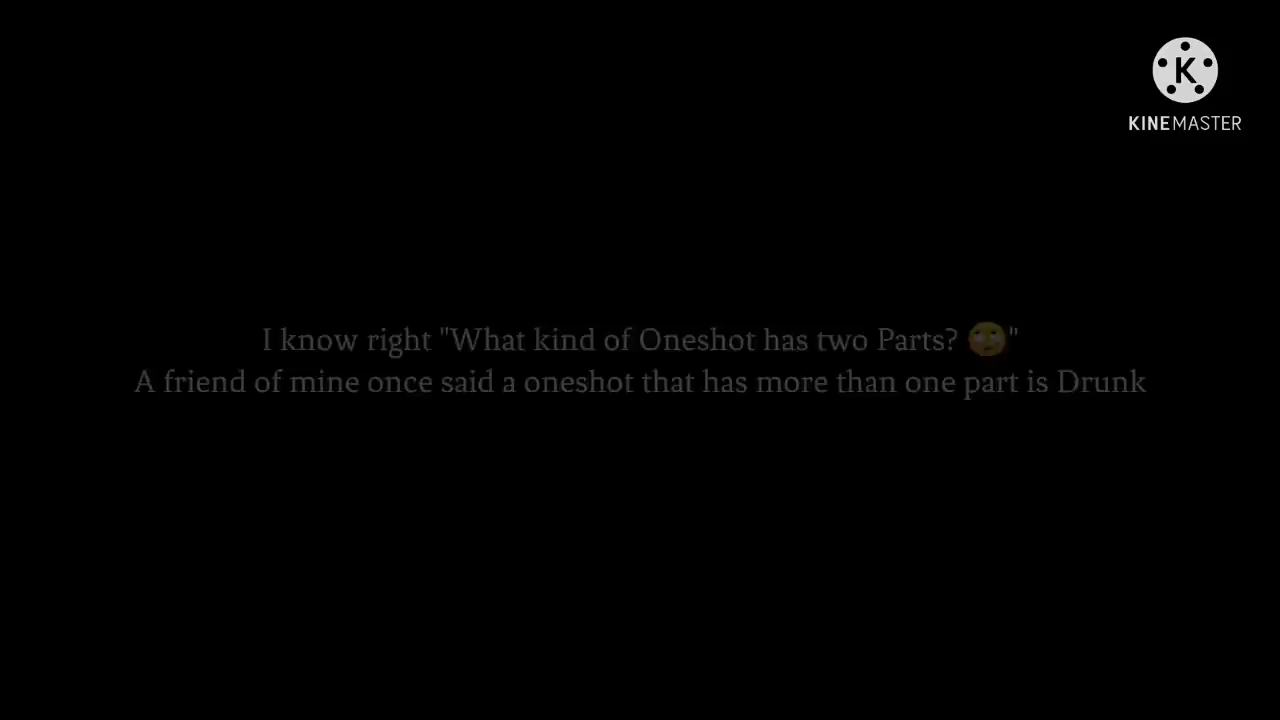 K
KINEMASTER
I know right "What kind of Oneshot has two Parts? 🙄"
A friend of mine once said a oneshot that has more than one part is Drunk